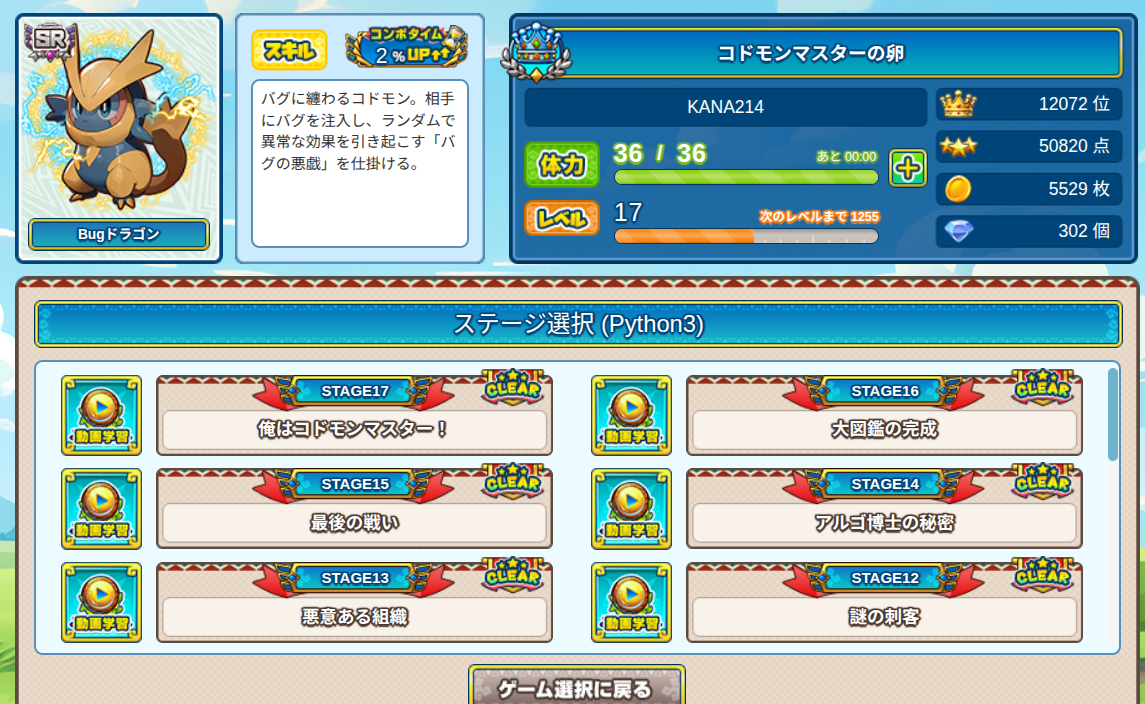 SR
Bugドラゴン
スキル
コンボタイム
2 %UP↑↑
バグに纏わるコドモン。相手
にバグを注入し、ランダムで
異常な効果を引き起こす「バ
グの悪戯」を仕掛ける。
コドモンマスターの卵
KANA214
体力
36 / 36
あと 00:00
レベル
17
次のレベルまで 1255
12072 位
50820 点
5529 枚
302 個
ステージ選択 (Python3)
動画学習
STAGE17
CLEAR
俺はコドモンマスター！
動画学習
STAGE16
CLEAR
大図鑑の完成
動画学習
STAGE15
CLEAR
最後の戦い
動画学習
STAGE14
CLEAR
アルゴ博士の秘密
動画学習
STAGE13
CLEAR
悪意ある組織
動画学習
STAGE12
CLEAR
謎の刺客
ゲーム選択に戻る